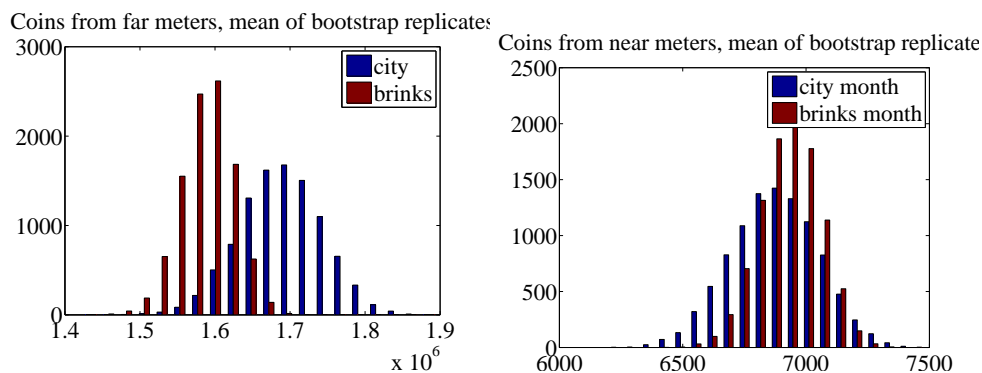 Coins from far meters, mean of bootstrap replicates
3000
2000
1000
0
1.4 1.5 1.6 1.7 1.8 1.9
x 10^6
city
brinks
Coins from near meters, mean of bootstrap replicate
2500
2000
1500
1000
500
0
6000 6500 7000 7500
city month
brinks month